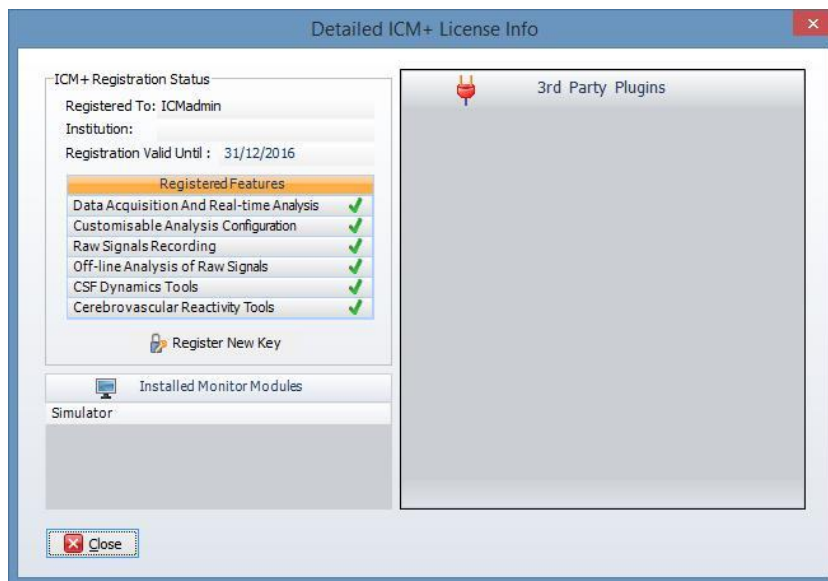 Detailed ICM+ License Info
ICM+ Registration Status
Registered To: ICMadmin
Institution:
Registration Valid Until : 31/12/2016
Registered Features
Data Acquisition And Real-time Analysis
Customisable Analysis Configuration
Raw Signals Recording
Off-line Analysis of Raw Signals
CSF Dynamics Tools
Cerebrovascular Reactivity Tools
Register New Key
Installed Monitor Modules
Simulator
3rd Party Plugins
Close